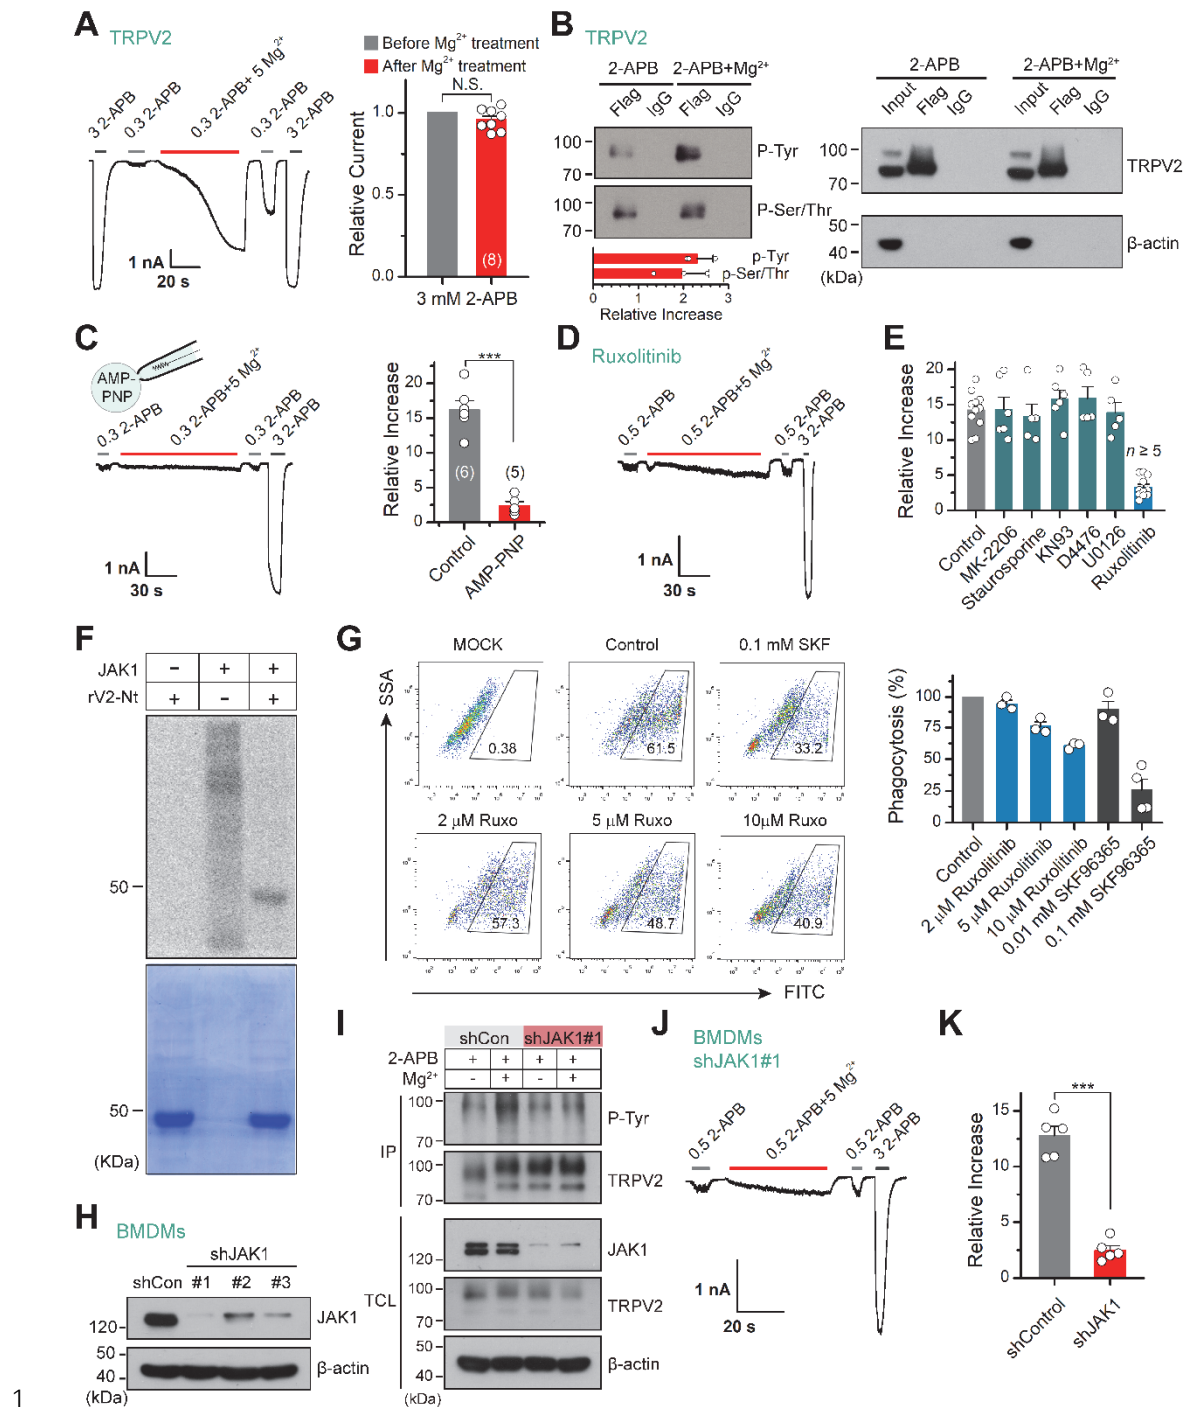 A
TRPV2
3 2-APB
0.3 2-APB
0.3 2-APB+ 5 Mg²⁺
0.3 2-APB
3 2-APB
1 nA
20 s
Before Mg²⁺ treatment
After Mg²⁺ treatment
N.S.
Relative Current
1.0
0.5
0.0
(8)
3 mM 2-APB
B
TRPV2
2-APB
2-APB+Mg²⁺
Flag
IgG
Flag
IgG
100
70
P-Tyr
100
70
P-Ser/Thr
p-Tyr
p-Ser/Thr
0
1
2
3
Relative Increase
2-APB
2-APB+Mg²⁺
Input
Flag
IgG
Input
Flag
IgG
100
70
TRPV2
50
40
β-actin
(kDa)
C
AMP-
PNP
0.3 2-APB
0.3 2-APB+5 Mg²⁺
0.3 2-APB
3 2-APB
1 nA
30 s
Relative Increase
20
15
10
5
0
***
(6)
(5)
Control
AMP-PNP
D
Ruxolitinib
0.5 2-APB
0.5 2-APB+5 Mg²⁺
0.5 2-APB
3 2-APB
1 nA
30 s
E
Relative Increase
20
15
10
5
0
n ≥ 5
Control
MK-2206
Staurosporine
KN93
D4476
U0126
Ruxolitinib
F
JAK1
－ + +
rV2-Nt
+ － +
50
50
(KDa)
G
SSA
MOCK
0.38
Control
61.5
0.1 mM SKF
33.2
2 μM Ruxo
57.3
5 μM Ruxo
48.7
10μM Ruxo
40.9
FITC
Phagocytosis (%)
100
75
50
25
0
Control
2 μM Ruxolitinib
5 μM Ruxolitinib
10 μM Ruxolitinib
0.01 mM SKF96365
0.1 mM SKF96365
H
BMDMs
shJAK1
shCon #1 #2 #3
120
JAK1
50
40
β-actin
(kDa)
I
shCon
shJAK1#1
2-APB + + + +
Mg²⁺ - + - +
IP
100
70
P-Tyr
100
70
TRPV2
TCL
120
JAK1
100
70
TRPV2
50
40
β-actin
(kDa)
J
BMDMs
shJAK1#1
0.5 2-APB
0.5 2-APB+5 Mg²⁺
0.5 2-APB
3 2-APB
1 nA
20 s
K
***
Relative Increase
15
10
5
0
shControl
shJAK1
1